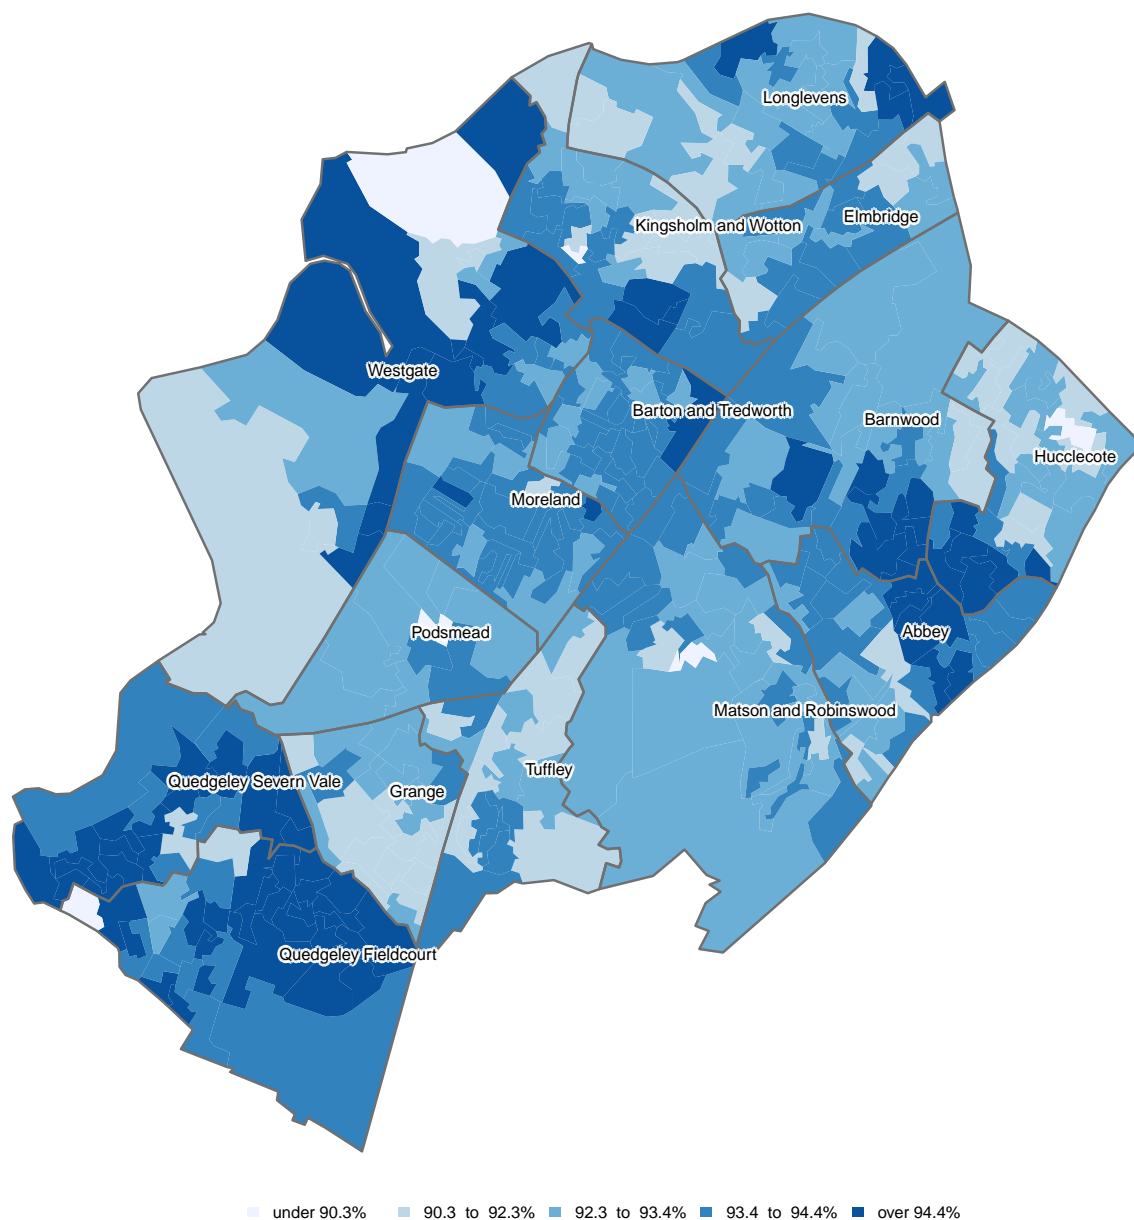 Longlevens
Elmbridge
Kingsholm and Wotton
Westgate
Barton and Tredworth
Barnwood
Hucclecote
Moreland
Podsmead
Abbey
Matson and Robinswood
Tuffley
Quedgeley Severn Vale
Grange
Quedgeley Fieldcourt
under 90.3% 90.3 to 92.3% 92.3 to 93.4% 93.4 to 94.4% over 94.4%